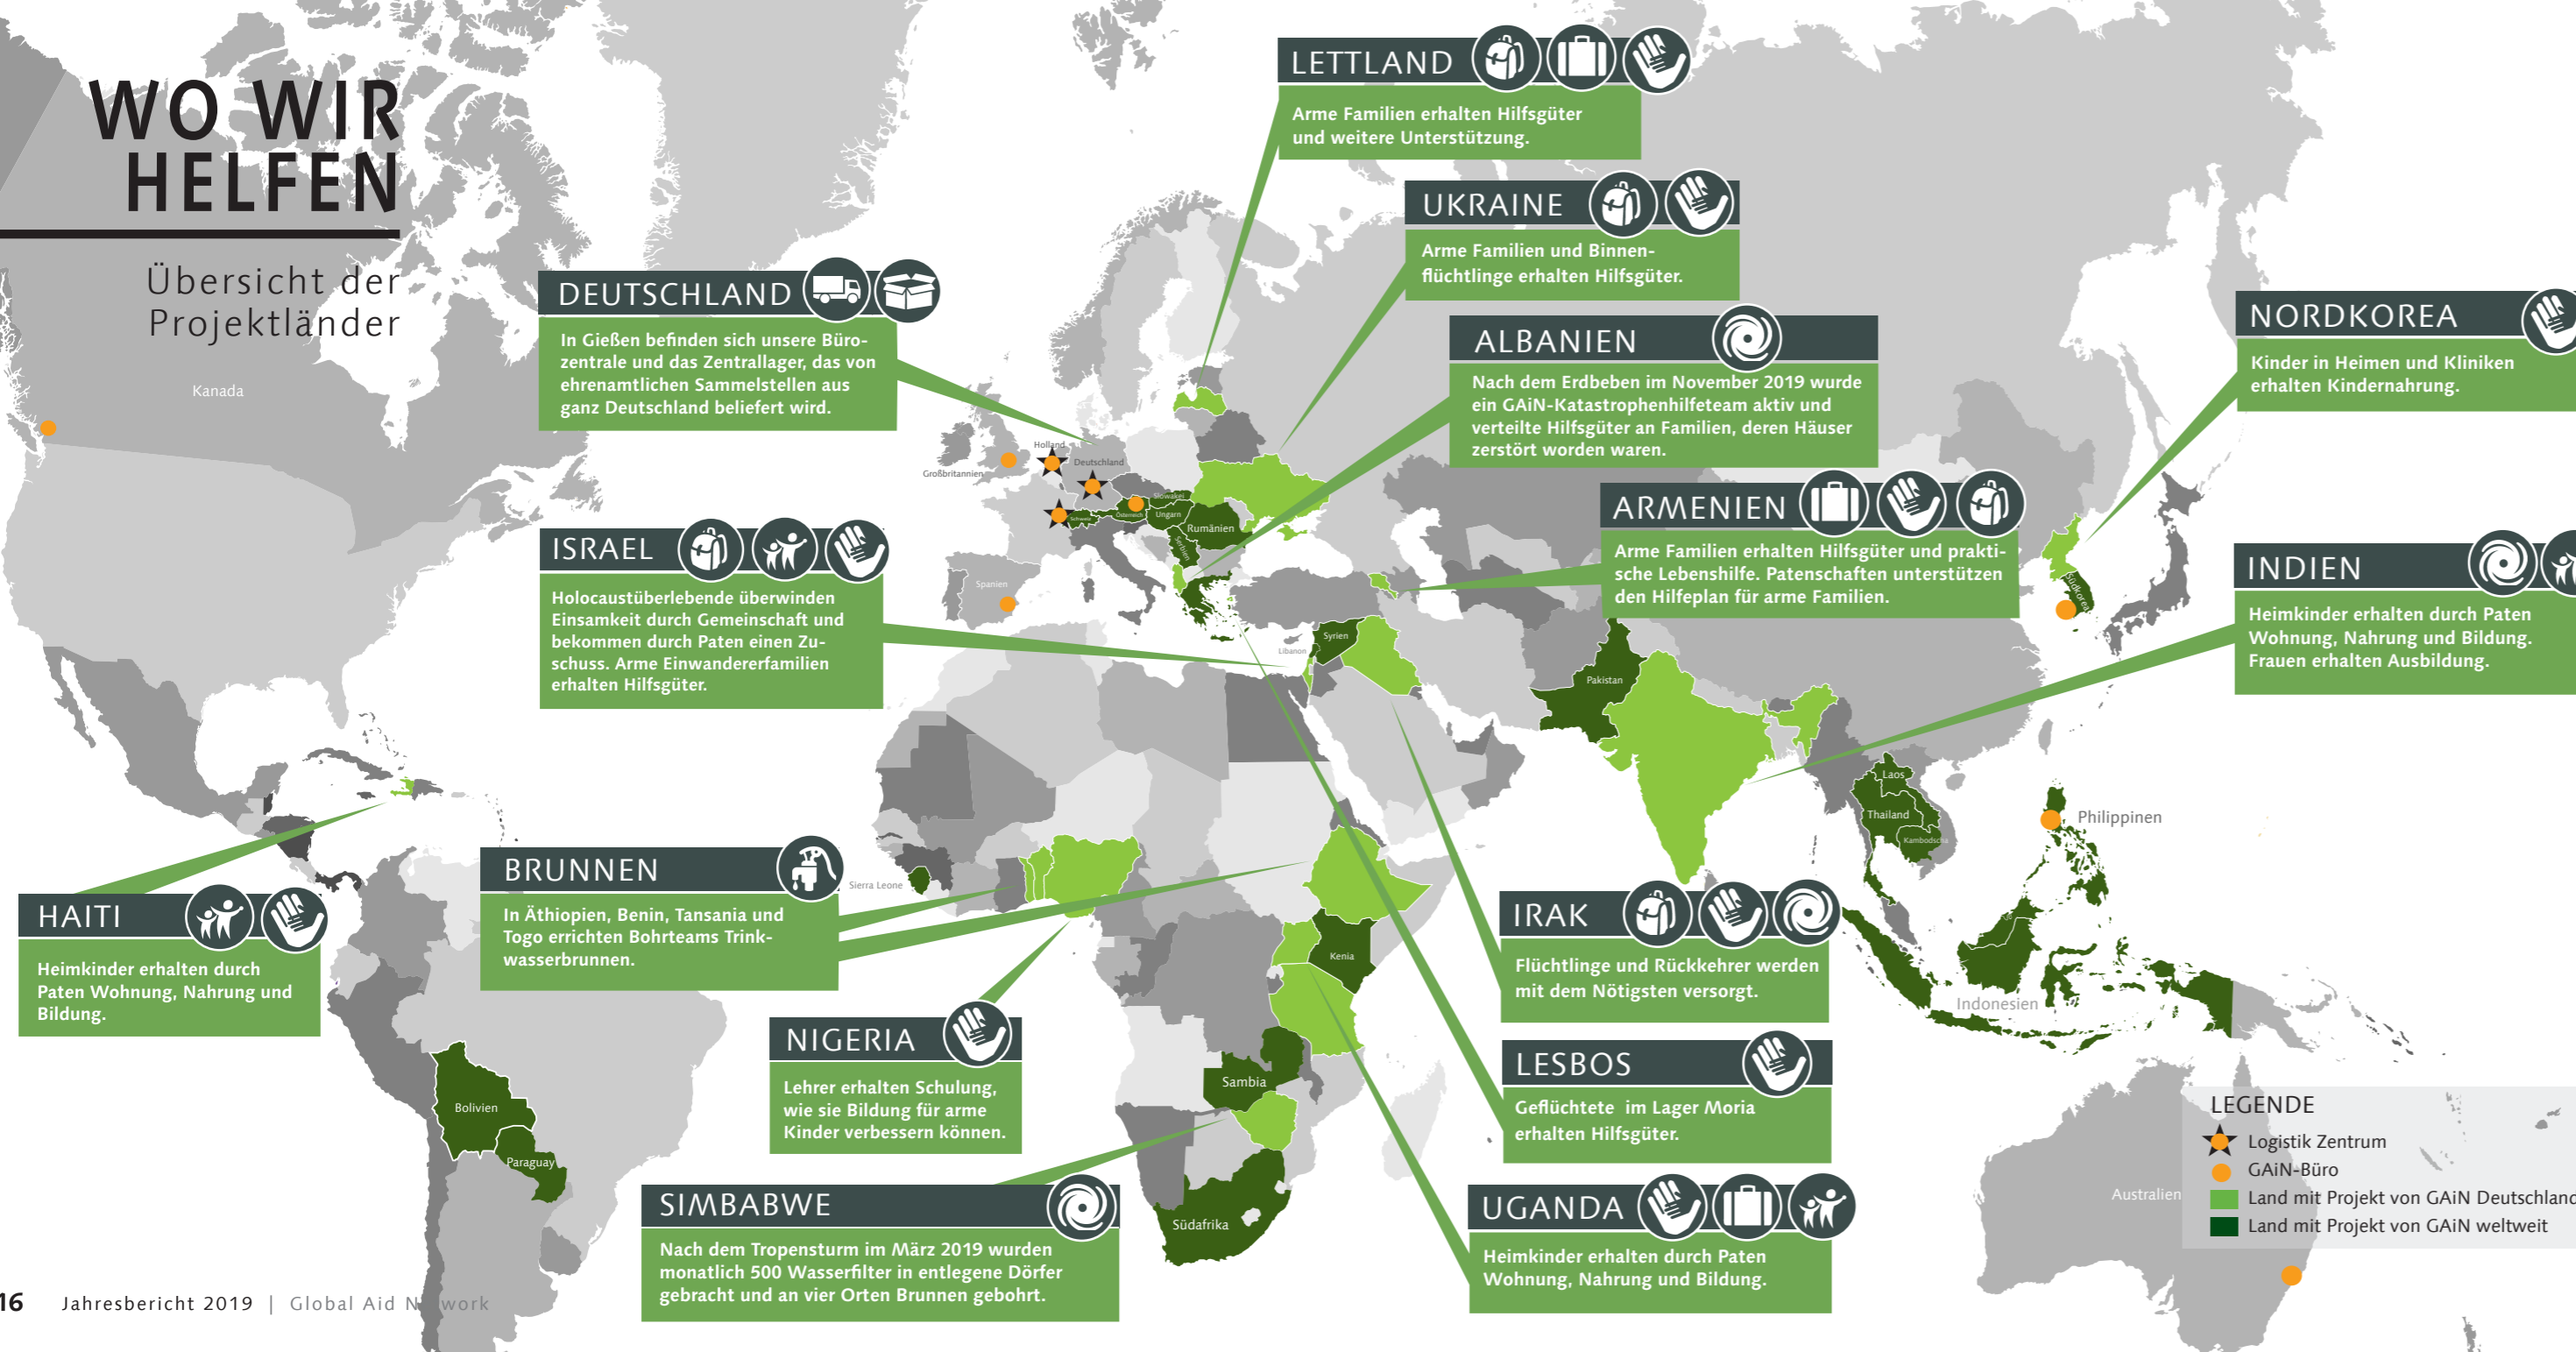 WO WIR
HELFEN
Übersicht der
Projektländer
LETTLAND
Arme Familien erhalten Hilfsgüter
und weitere Unterstützung.
UKRAINE
Arme Familien und Binnen-
flüchtlinge erhalten Hilfsgüter.
DEUTSCHLAND
In Gießen befinden sich unsere Büro-
zentrale und das Zentrallager, das von
ehrenamtlichen Sammelstellen aus
ganz Deutschland beliefert wird.
ALBANIEN
Nach dem Erdbeben im November 2019 wurde
ein GAiN-Katastrophenhilfeteam aktiv und
verteilte Hilfsgüter an Familien, deren Häuser
zerstört worden waren.
NORDKOREA
Kinder in Heimen und Kliniken
erhalten Kindernahrung.
Kanada
Holland
Deutschland
Großbritannien
Slowakei
Schweiz
Österreich
Ungarn
Rumänien
Serbien
Spanien
ARMENIEN
Arme Familien erhalten Hilfsgüter und prakti-
sche Lebenshilfe. Patenschaften unterstützen
den Hilfeplan für arme Familien.
ISRAEL
Holocaustüberlebende überwinden
Einsamkeit durch Gemeinschaft und
bekommen durch Paten einen Zu-
schuss. Arme Einwandererfamilien
erhalten Hilfsgüter.
INDIEN
Heimkinder erhalten durch Paten
Wohnung, Nahrung und Bildung.
Frauen erhalten Ausbildung.
Südkorea
Syrien
Libanon
Pakistan
Laos
Thailand
Kambodscha
Philippinen
Indonesien
BRUNNEN
In Äthiopien, Benin, Tansania und
Togo errichten Bohrteams Trink-
wasserbrunnen.
Sierra Leone
HAITI
Heimkinder erhalten durch
Paten Wohnung, Nahrung und
Bildung.
Kenia
IRAK
Flüchtlinge und Rückkehrer werden
mit dem Nötigsten versorgt.
NIGERIA
Lehrer erhalten Schulung,
wie sie Bildung für arme
Kinder verbessern können.
LESBOS
Geflüchtete im Lager Moria
erhalten Hilfsgüter.
Sambia
Bolivien
Paraguay
Südafrika
SIMBABWE
Nach dem Tropensturm im März 2019 wurden
monatlich 500 Wasserfilter in entlegene Dörfer
gebracht und an vier Orten Brunnen gebohrt.
UGANDA
Heimkinder erhalten durch Paten
Wohnung, Nahrung und Bildung.
Australien
LEGENDE
Logistik Zentrum
GAiN-Büro
Land mit Projekt von GAiN Deutschland
Land mit Projekt von GAiN weltweit
16 Jahresbericht 2019 | Global Aid Network